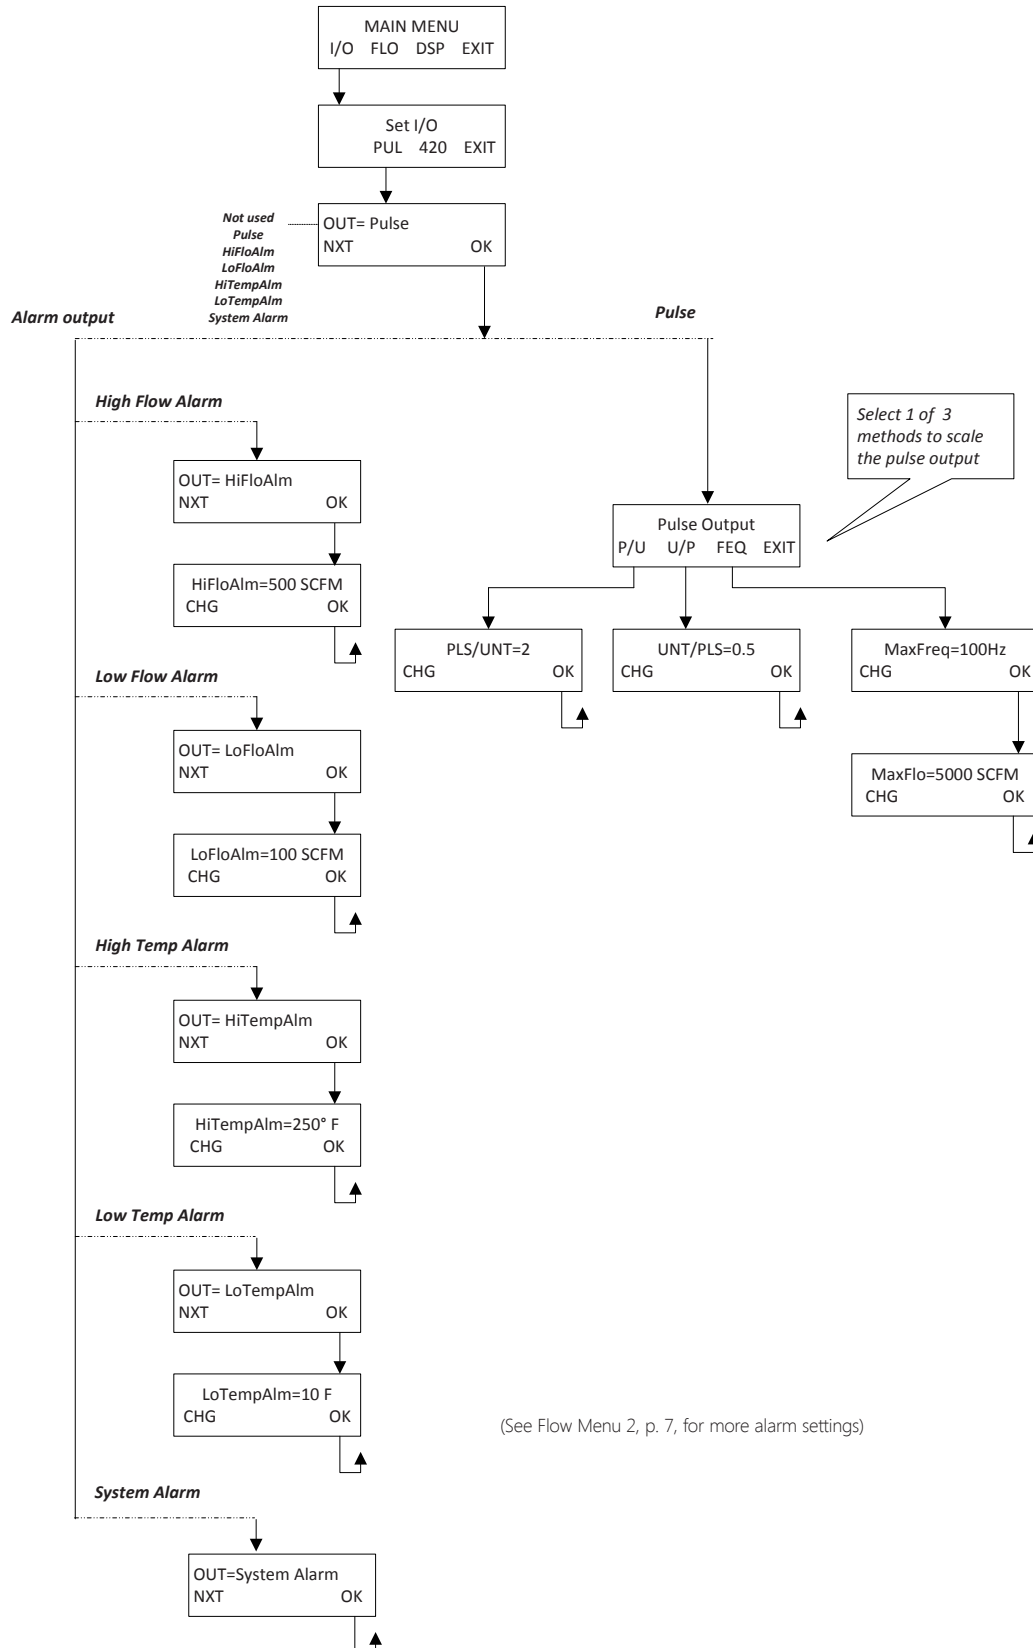 MAIN MENU
I/O FLO DSP EXIT
Set I/O
PUL 420 EXIT
Not used
Pulse
HiFloAlm
LoFloAlm
HiTempAlm
LoTempAlm
System Alarm
OUT= Pulse
NXT OK
Alarm output
Pulse
High Flow Alarm
OUT= HiFloAlm
NXT OK
HiFloAlm=500 SCFM
CHG OK
Low Flow Alarm
OUT= LoFloAlm
NXT OK
LoFloAlm=100 SCFM
CHG OK
High Temp Alarm
OUT= HiTempAlm
NXT OK
HiTempAlm=250° F
CHG OK
Low Temp Alarm
OUT= LoTempAlm
NXT OK
LoTempAlm=10 F
CHG OK
System Alarm
OUT=System Alarm
NXT OK
Select 1 of 3
methods to scale
the pulse output
Pulse Output
P/U U/P FEQ EXIT
PLS/UNT=2
CHG OK
UNT/PLS=0.5
CHG OK
MaxFreq=100Hz
CHG OK
MaxFlo=5000 SCFM
CHG OK
(See Flow Menu 2, p. 7, for more alarm settings)